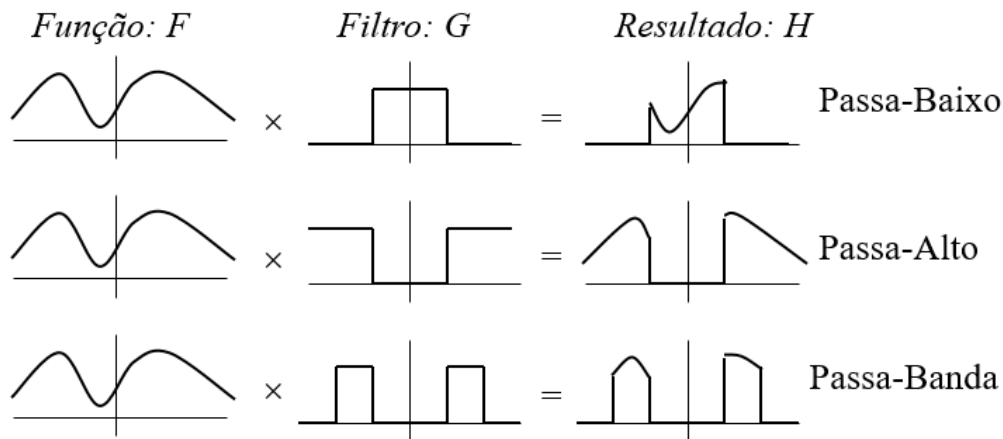 Função: F Filtro: G Resultado: H
× = Passa-Baixo
× = Passa-Alto
× = Passa-Banda